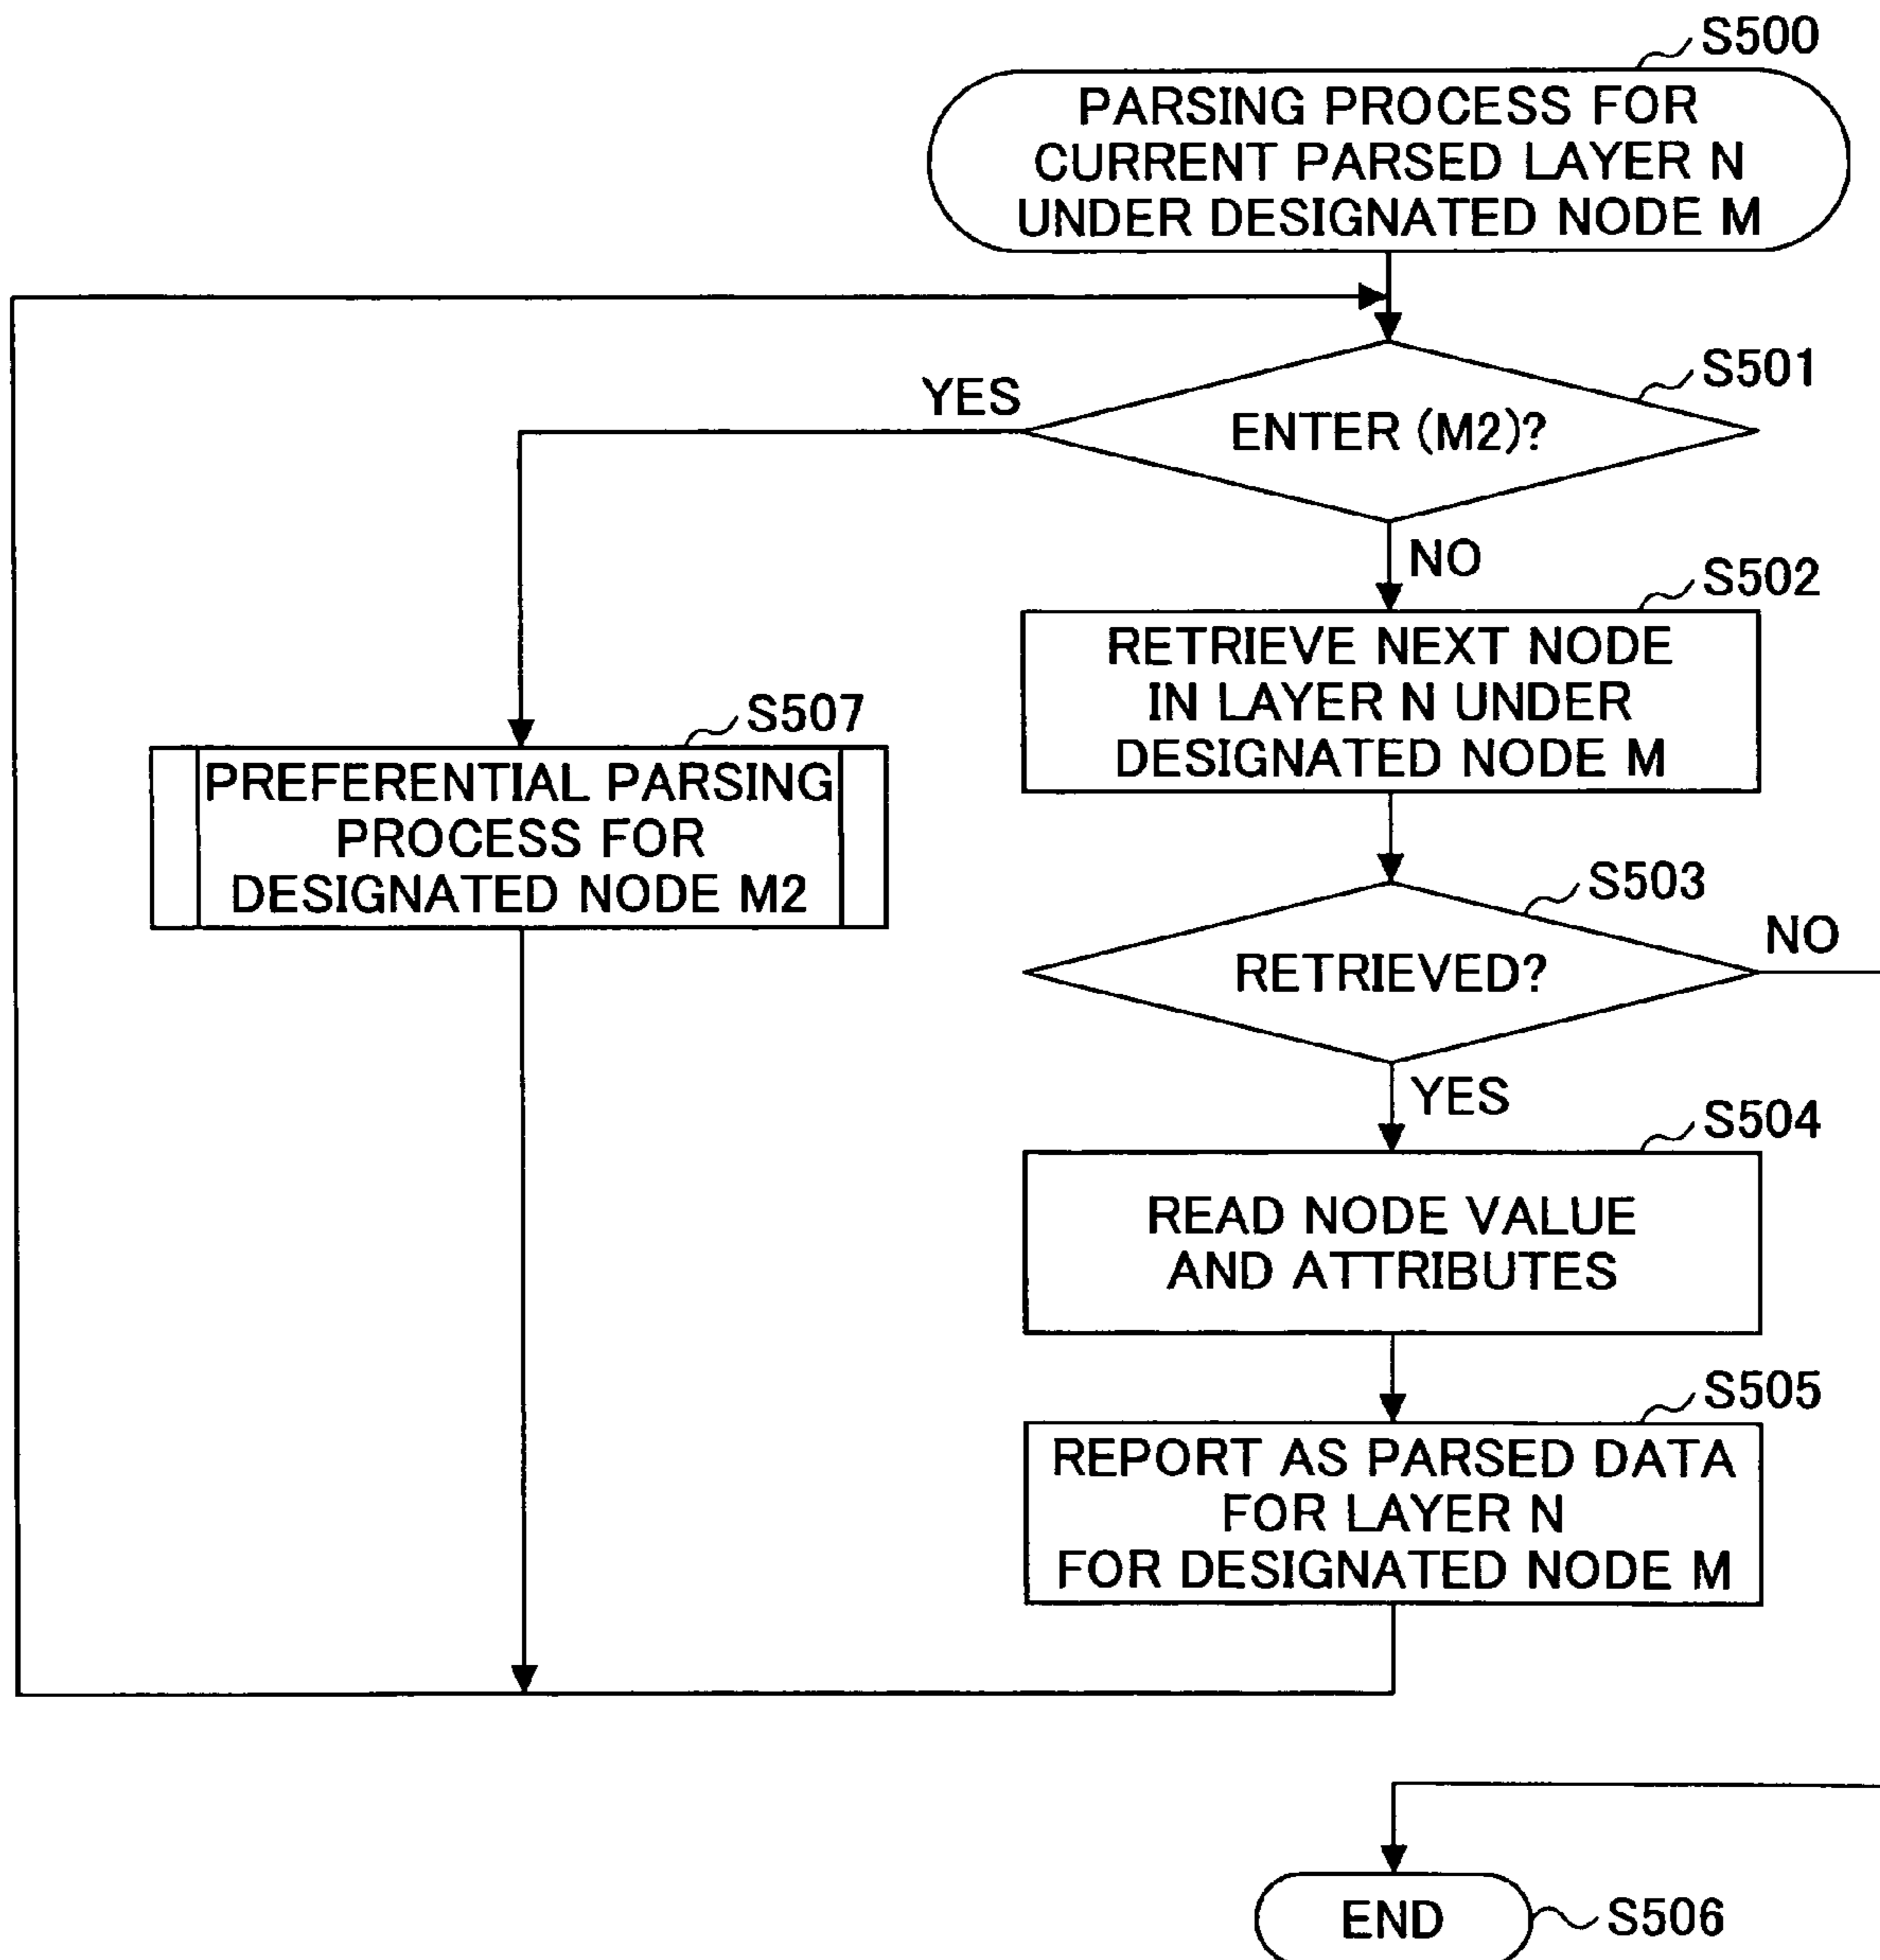 S500
PARSING PROCESS FOR
CURRENT PARSED LAYER N
UNDER DESIGNATED NODE M
S501
YES
ENTER (M2)?
NO
S502
RETRIEVE NEXT NODE
IN LAYER N UNDER
DESIGNATED NODE M
S507
PREFERENTIAL PARSING
PROCESS FOR
DESIGNATED NODE M2
S503
NO
RETRIEVED?
YES
S504
READ NODE VALUE
AND ATTRIBUTES
S505
REPORT AS PARSED DATA
FOR LAYER N
FOR DESIGNATED NODE M
END
S506